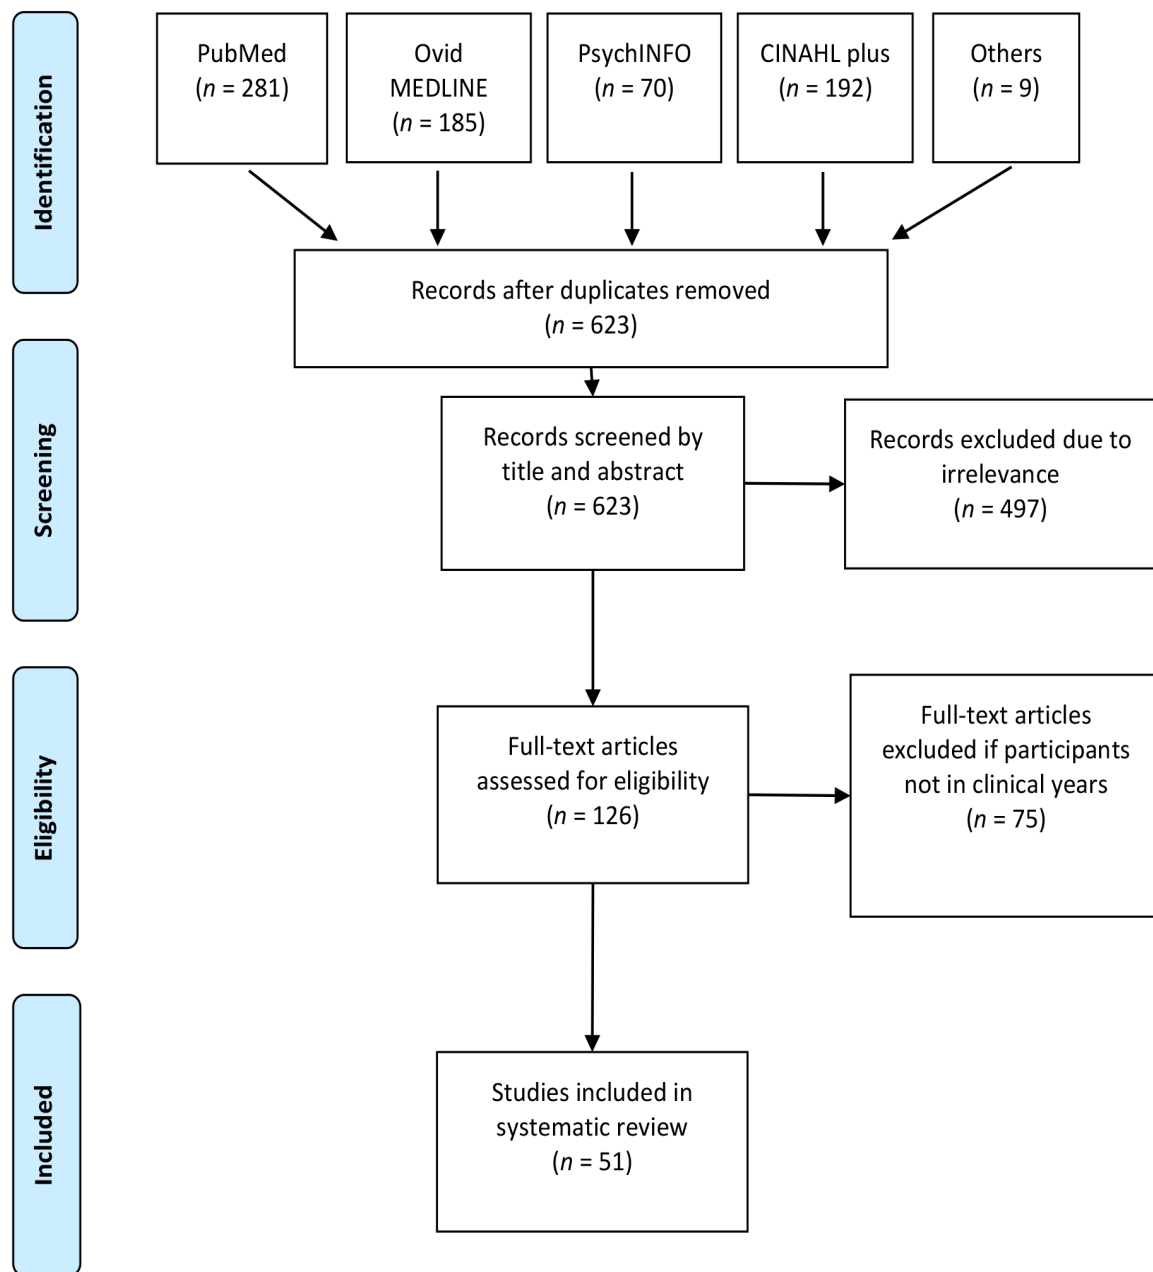 Identification
PubMed
(n = 281)
Ovid
MEDLINE
(n = 185)
PsychINFO
(n = 70)
CINAHL plus
(n = 192)
Others
(n = 9)
Records after duplicates removed
(n = 623)
Screening
Records screened by
title and abstract
(n = 623)
Records excluded due to
irrelevance
(n = 497)
Eligibility
Full-text articles
assessed for eligibility
(n = 126)
Full-text articles
excluded if participants
not in clinical years
(n = 75)
Included
Studies included in
systematic review
(n = 51)